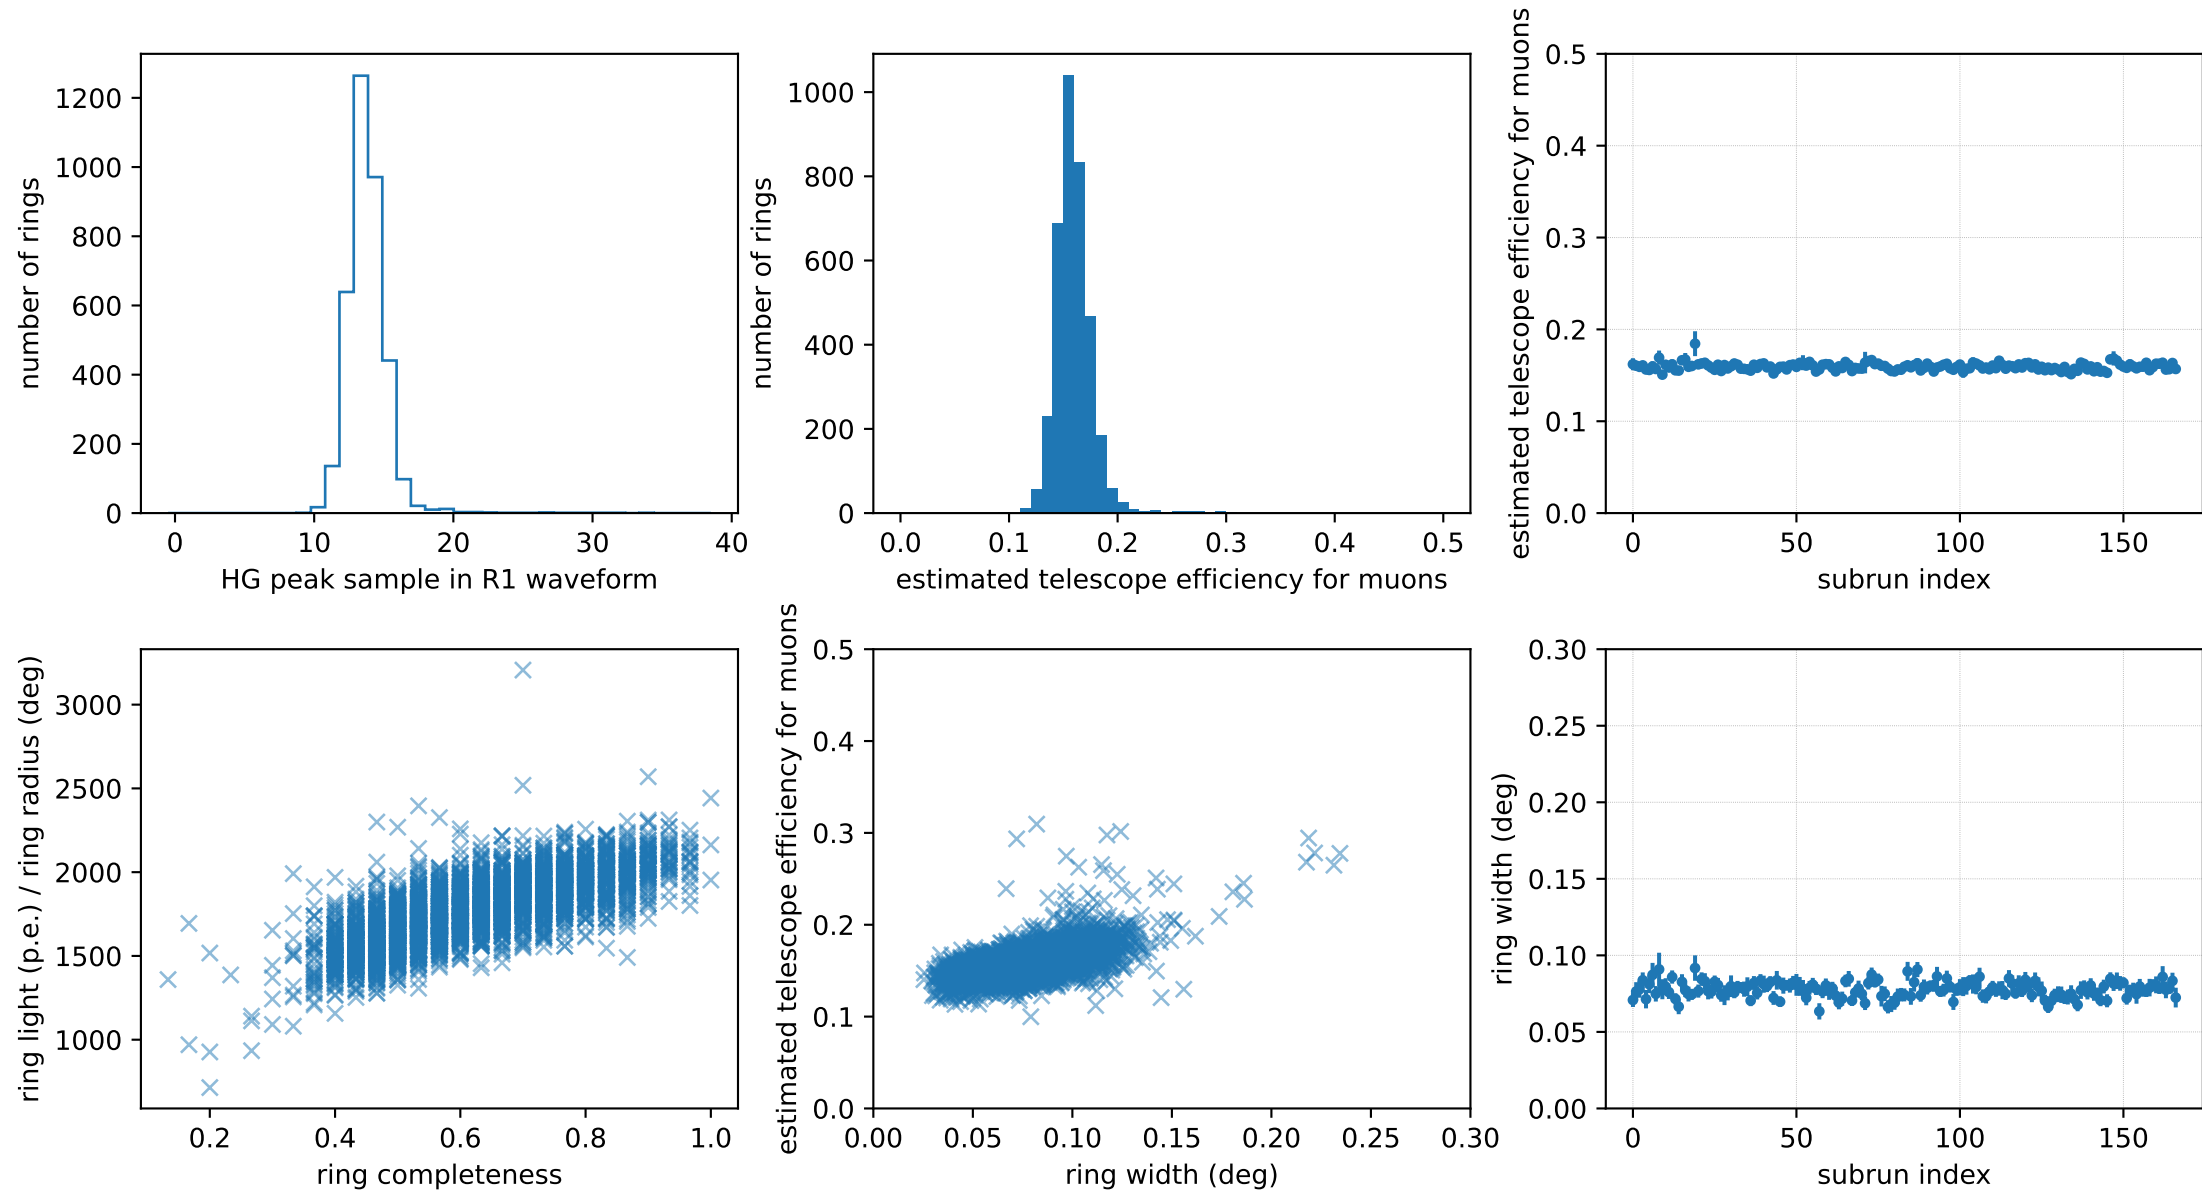 number of rings
1200
1000
800
600
400
200
0
0 10 20 30 40
HG peak sample in R1 waveform
number of rings
1000
800
600
400
200
0
0.0 0.1 0.2 0.3 0.4 0.5
estimated telescope efficiency for muons
estimated telescope efficiency for muons
0.5
0.4
0.3
0.2
0.1
0.0
0 50 100 150
subrun index
ring light (p.e.) / ring radius (deg)
3000
2500
2000
1500
1000
0.2 0.4 0.6 0.8 1.0
ring completeness
estimated telescope efficiency for muons
0.5
0.4
0.3
0.2
0.1
0.0
0.00 0.05 0.10 0.15 0.20 0.25 0.30
ring width (deg)
ring width (deg)
0.30
0.25
0.20
0.15
0.10
0.05
0.00
0 50 100 150
subrun index